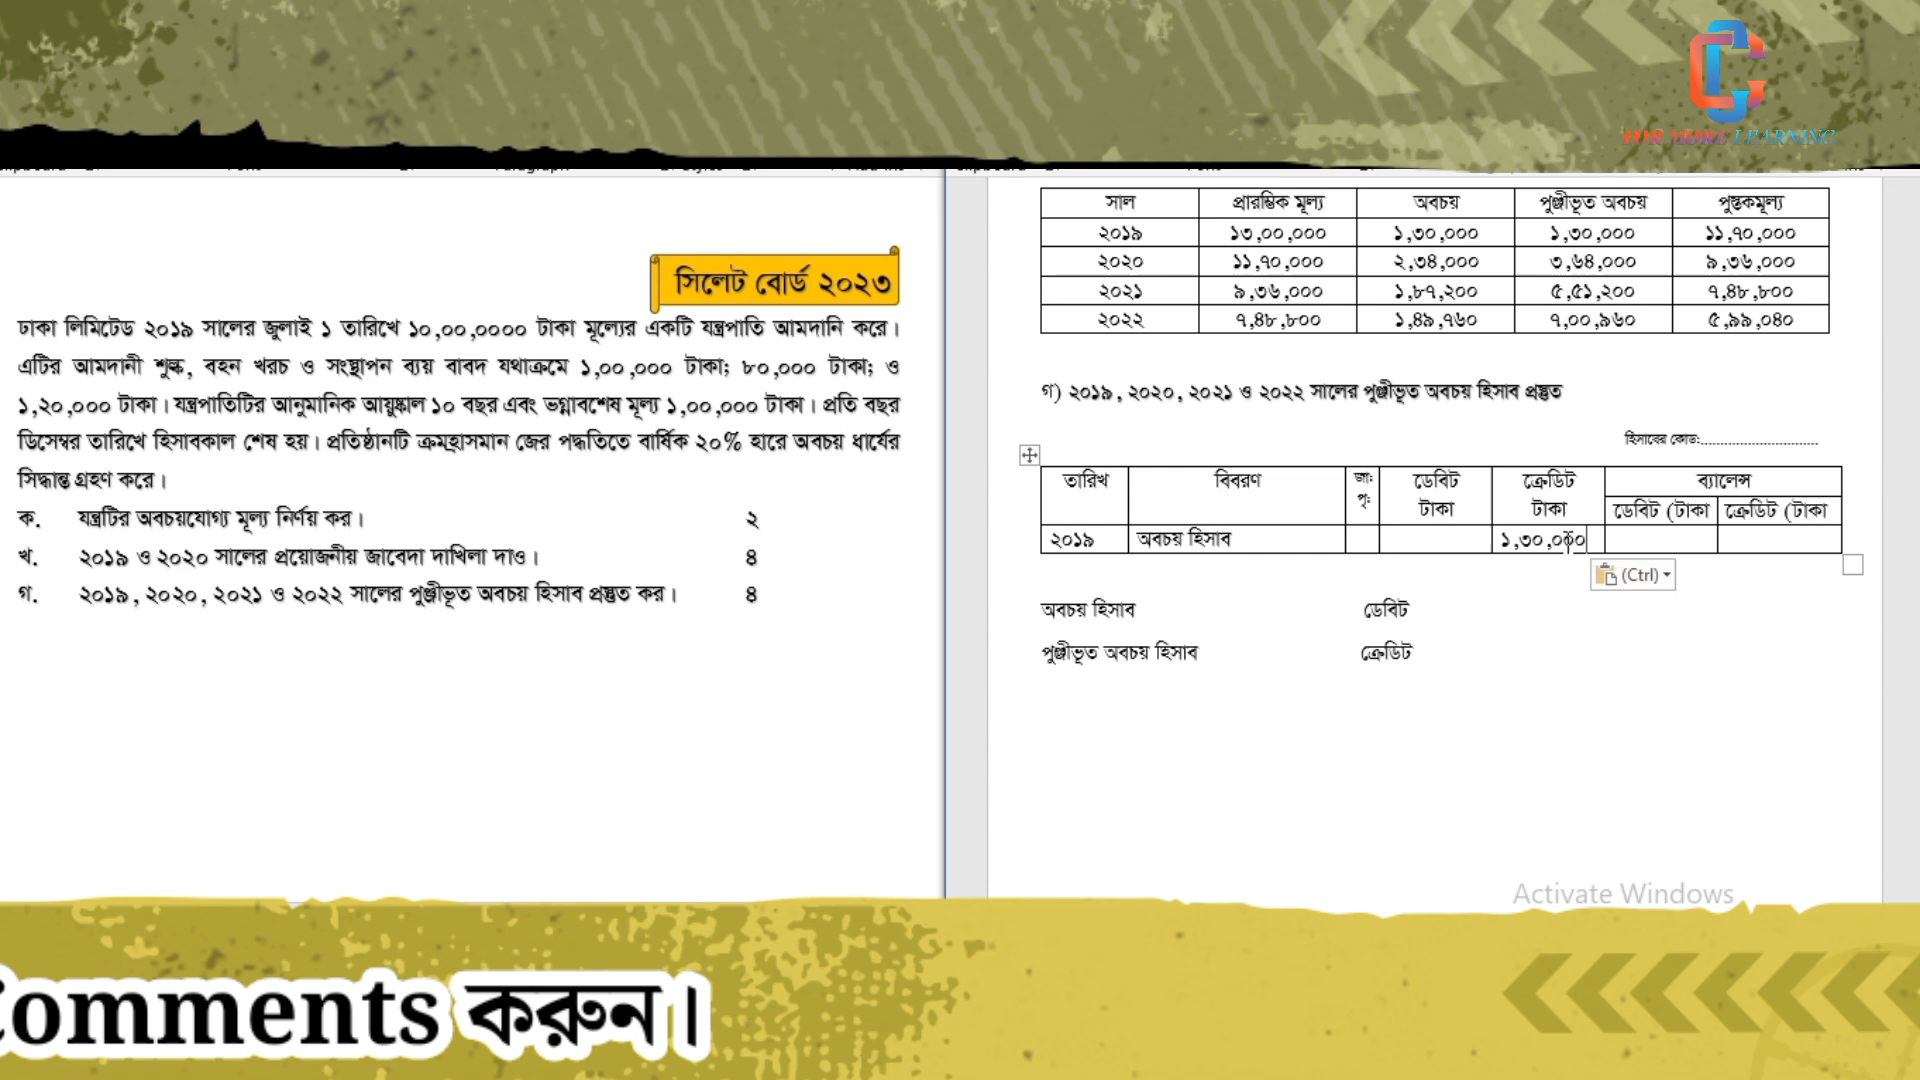 FOR MORE LEARNING
সিলেট বোর্ড ২০২৩
ঢাকা লিমিটেড ২০১৯ সালের জুলাই ১ তারিখে ১০,০০,০০০০ টাকা মূল্যের একটি যন্ত্রপাতি আমদানি করে।
এটির আমদানী শুল্ক, বহন খরচ ও সংস্থাপন ব্যয় বাবদ যথাক্রমে ১,০০,০০০ টাকা; ৮০,০০০ টাকা; ও
১,২০,০০০ টাকা। যন্ত্রপাতিটির আনুমানিক আয়ুষ্কাল ১০ বছর এবং ভগ্নাবশেষ মূল্য ১,০০,০০০ টাকা। প্রতি বছর
ডিসেম্বর তারিখে হিসাবকাল শেষ হয়। প্রতিষ্ঠানটি ক্রমহ্রাসমান জের পদ্ধতিতে বার্ষিক ২০% হারে অবচয় ধার্যের
সিদ্ধান্ত গ্রহণ করে।
ক. যন্ত্রটির অবচয়যোগ্য মূল্য নির্ণয় কর। ২
খ. ২০১৯ ও ২০২০ সালের প্রয়োজনীয় জাবেদা দাখিলা দাও। ৪
গ. ২০১৯, ২০২০, ২০২১ ও ২০২২ সালের পুঞ্জীভূত অবচয় হিসাব প্রস্তুত কর। ৪
সাল প্রারম্ভিক মূল্য অবচয় পুঞ্জীভূত অবচয় পুস্তকমূল্য
২০১৯ ১৩,০০,০০০ ১,৩০,০০০ ১,৩০,০০০ ১১,৭০,০০০
২০২০ ১১,৭০,০০০ ২,৩৪,০০০ ৩,৬৪,০০০ ৯,৩৬,০০০
২০২১ ৯,৩৬,০০০ ১,৮৭,২০০ ৫,৫১,২০০ ৭,৪৮,৮০০
২০২২ ৭,৪৮,৮০০ ১,৪৯,৭৬০ ৭,০০,৯৬০ ৫,৯৯,০৪০
গ) ২০১৯, ২০২০, ২০২১ ও ২০২২ সালের পুঞ্জীভূত অবচয় হিসাব প্রস্তুত
হিসাবের কোড:..............................
তারিখ বিবরণ জা: পৃ: ডেবিট টাকা ক্রেডিট টাকা ব্যালেন্স
ডেবিট (টাকা ক্রেডিট (টাকা
২০১৯ অবচয় হিসাব ১,৩০,০০০
(Ctrl)
অবচয় হিসাব ডেবিট
পুঞ্জীভূত অবচয় হিসাব ক্রেডিট
Activate Windows
Comments করুন।